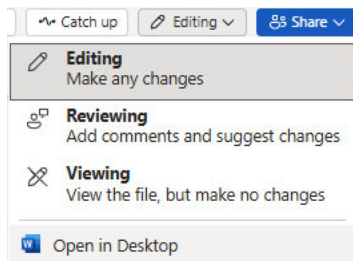 Catch up Editing Share
Editing
Make any changes
Reviewing
Add comments and suggest changes
Viewing
View the file, but make no changes
Open in Desktop